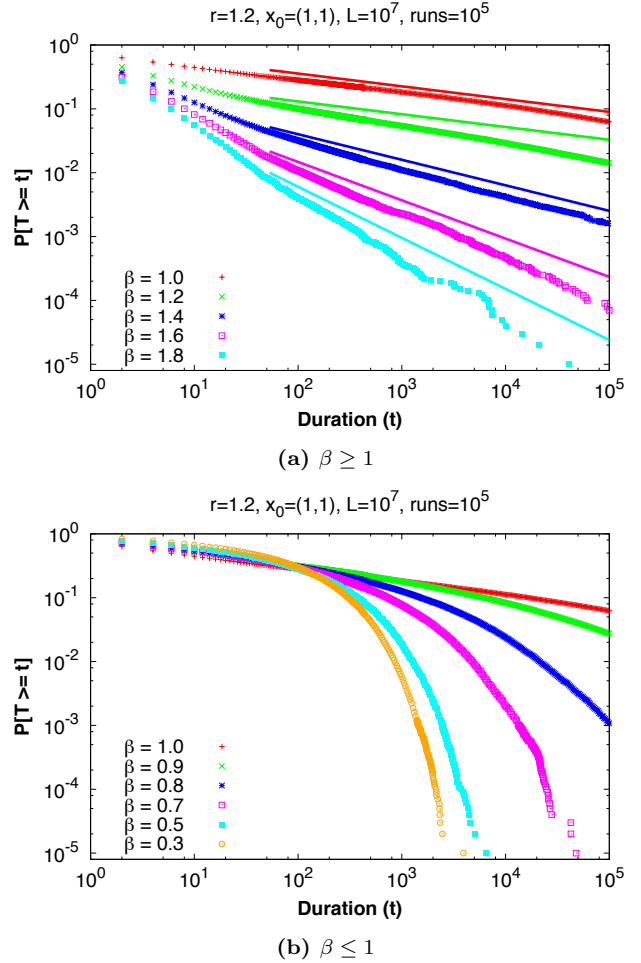 r=1.2, x₀=(1,1), L=10⁷, runs=10⁵
10⁰
10⁻¹
10⁻²
10⁻³
10⁻⁴
10⁻⁵
P[T >= t]
β = 1.0
β = 1.2
β = 1.4
β = 1.6
β = 1.8
10⁰ 10¹ 10² 10³ 10⁴ 10⁵
Duration (t)
(a) β ≥ 1
r=1.2, x₀=(1,1), L=10⁷, runs=10⁵
10⁰
10⁻¹
10⁻²
10⁻³
10⁻⁴
10⁻⁵
P[T >= t]
β = 1.0
β = 0.9
β = 0.8
β = 0.7
β = 0.5
β = 0.3
10⁰ 10¹ 10² 10³ 10⁴ 10⁵
Duration (t)
(b) β ≤ 1